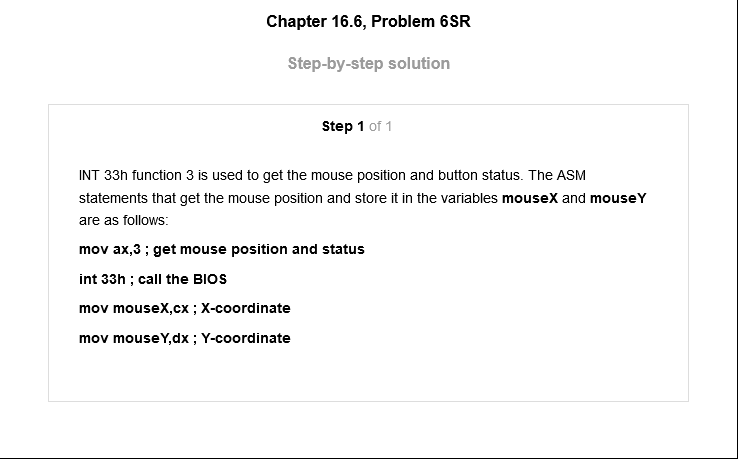 Chapter 16.6, Problem 6SR
Step-by-step solution
Step 1 of 1
INT 33h function 3 is used to get the mouse position and button status. The ASM
statements that get the mouse position and store it in the variables mouseX and mouseY
are as follows:
mov ax,3 ; get mouse position and status
int 33h ; call the BIOS
mov mouseX,cx ; X-coordinate
mov mouseY,dx ; Y-coordinate